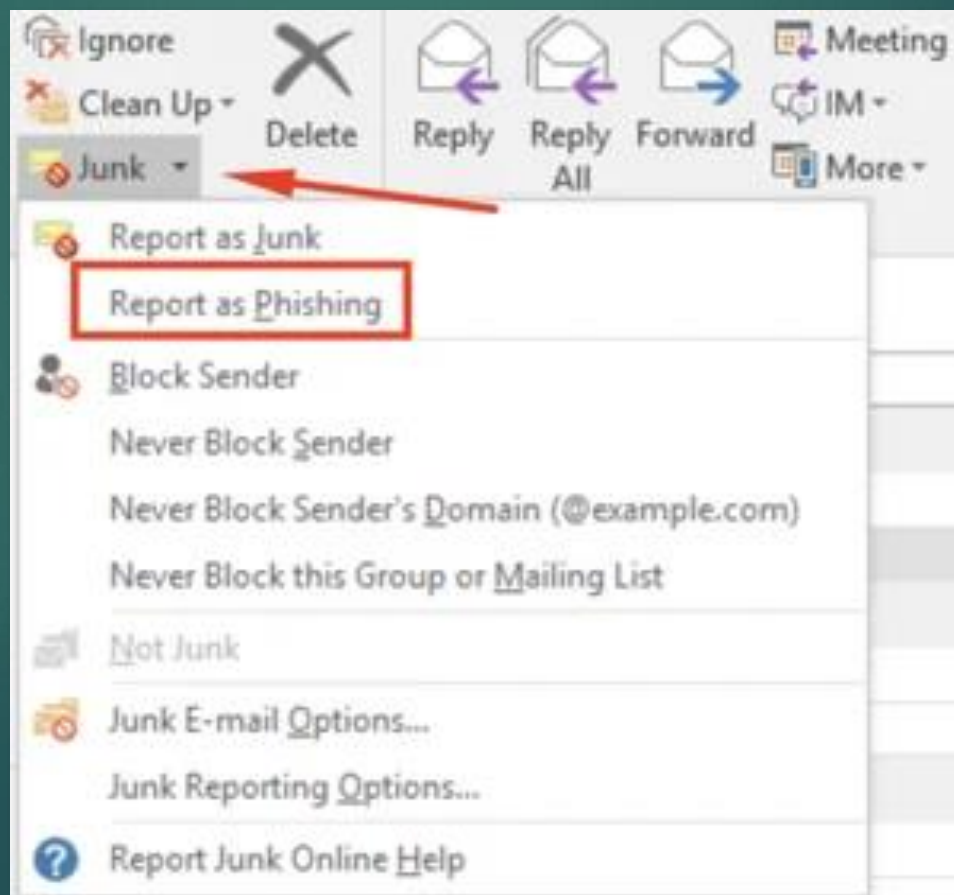 Ignore
Clean Up
Junk
Delete
Reply
Reply All
Forward
Meeting
IM
More
Report as Junk
Report as Phishing
Block Sender
Never Block Sender
Never Block Sender's Domain (@example.com)
Never Block this Group or Mailing List
Not Junk
Junk E-mail Options...
Junk Reporting Options...
Report Junk Online Help